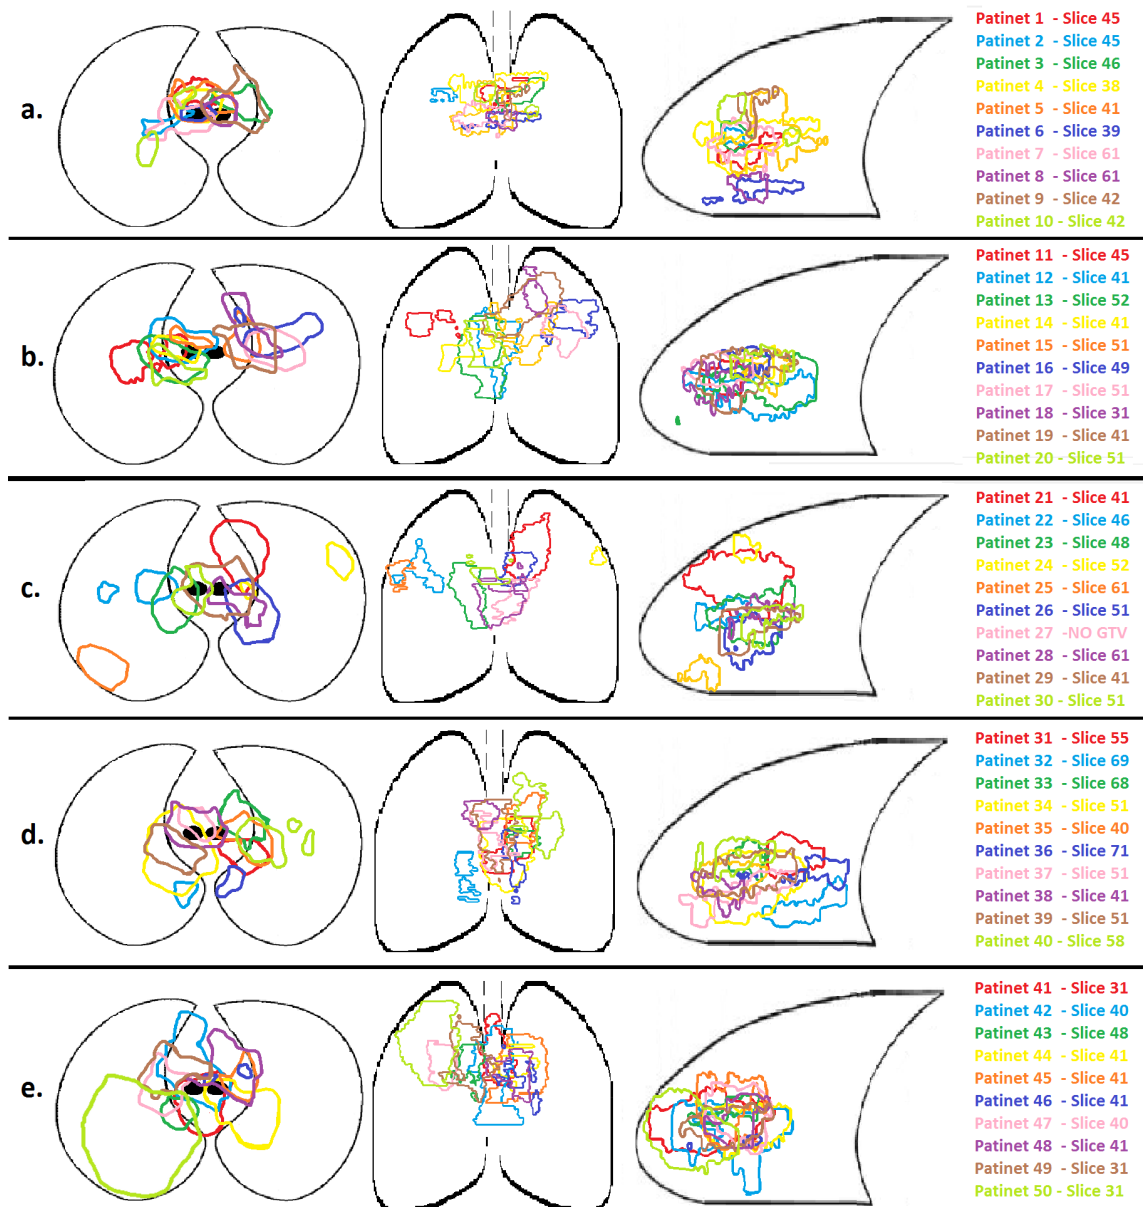 a.
Patinet 1 - Slice 45
Patinet 2 - Slice 45
Patinet 3 - Slice 46
Patinet 4 - Slice 38
Patinet 5 - Slice 41
Patinet 6 - Slice 39
Patinet 7 - Slice 61
Patinet 8 - Slice 61
Patinet 9 - Slice 42
Patinet 10 - Slice 42
b.
Patinet 11 - Slice 45
Patinet 12 - Slice 41
Patinet 13 - Slice 52
Patinet 14 - Slice 41
Patinet 15 - Slice 51
Patinet 16 - Slice 49
Patinet 17 - Slice 51
Patinet 18 - Slice 31
Patinet 19 - Slice 41
Patinet 20 - Slice 51
c.
Patinet 21 - Slice 41
Patinet 22 - Slice 46
Patinet 23 - Slice 48
Patinet 24 - Slice 52
Patinet 25 - Slice 61
Patinet 26 - Slice 51
Patinet 27 -NO GTV
Patinet 28 - Slice 61
Patinet 29 - Slice 41
Patinet 30 - Slice 51
d.
Patinet 31 - Slice 55
Patinet 32 - Slice 69
Patinet 33 - Slice 68
Patinet 34 - Slice 51
Patinet 35 - Slice 40
Patinet 36 - Slice 71
Patinet 37 - Slice 51
Patinet 38 - Slice 41
Patinet 39 - Slice 51
Patinet 40 - Slice 58
e.
Patinet 41 - Slice 31
Patinet 42 - Slice 40
Patinet 43 - Slice 48
Patinet 44 - Slice 41
Patinet 45 - Slice 41
Patinet 46 - Slice 41
Patinet 47 - Slice 40
Patinet 48 - Slice 41
Patinet 49 - Slice 31
Patinet 50 - Slice 31